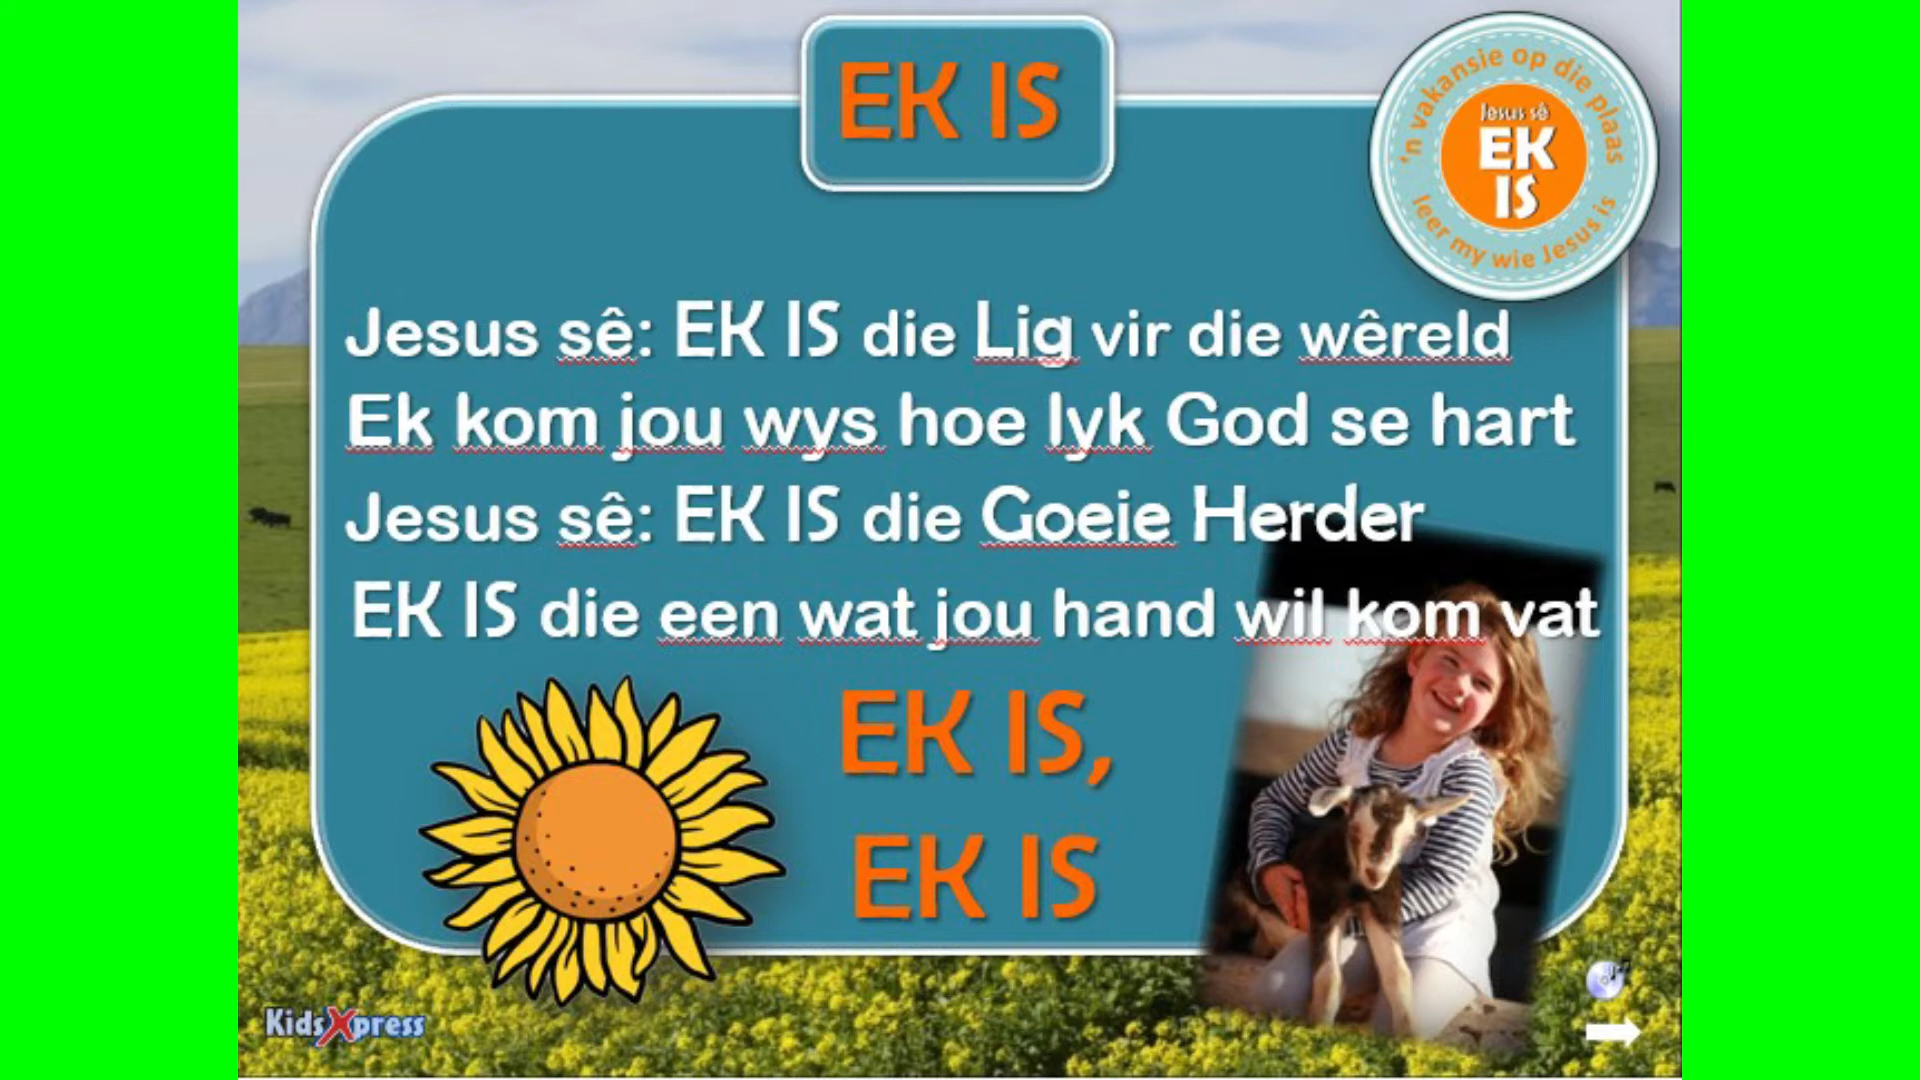 EK IS
'n vakansie op die plaas
Jesus sê
EK
IS
leer my wie Jesus is
Jesus sê: EK IS die Lig vir die wêreld
Ek kom jou wys hoe lyk God se hart
Jesus sê: EK IS die Goeie Herder
EK IS die een wat jou hand wil kom vat
EK IS,
EK IS
KidsXpress